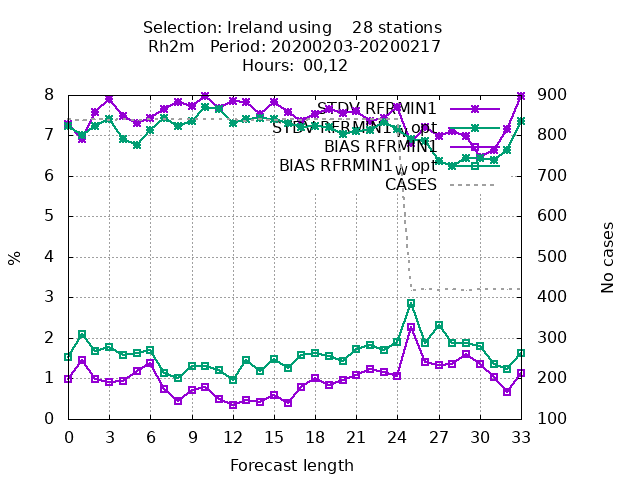 Selection: Ireland using    28 stations
Rh2m   Period: 20200203-20200217
Hours:  00,12
STDV RFRMIN1
STDV RFRMIN1_w_opt
BIAS RFRMIN1
BIAS RFRMIN1_w_opt
CASES
8
7
6
5
4
3
2
1
0
%
900
800
700
600
500
400
300
200
100
No cases
0 3 6 9 12 15 18 21 24 27 30 33
Forecast length